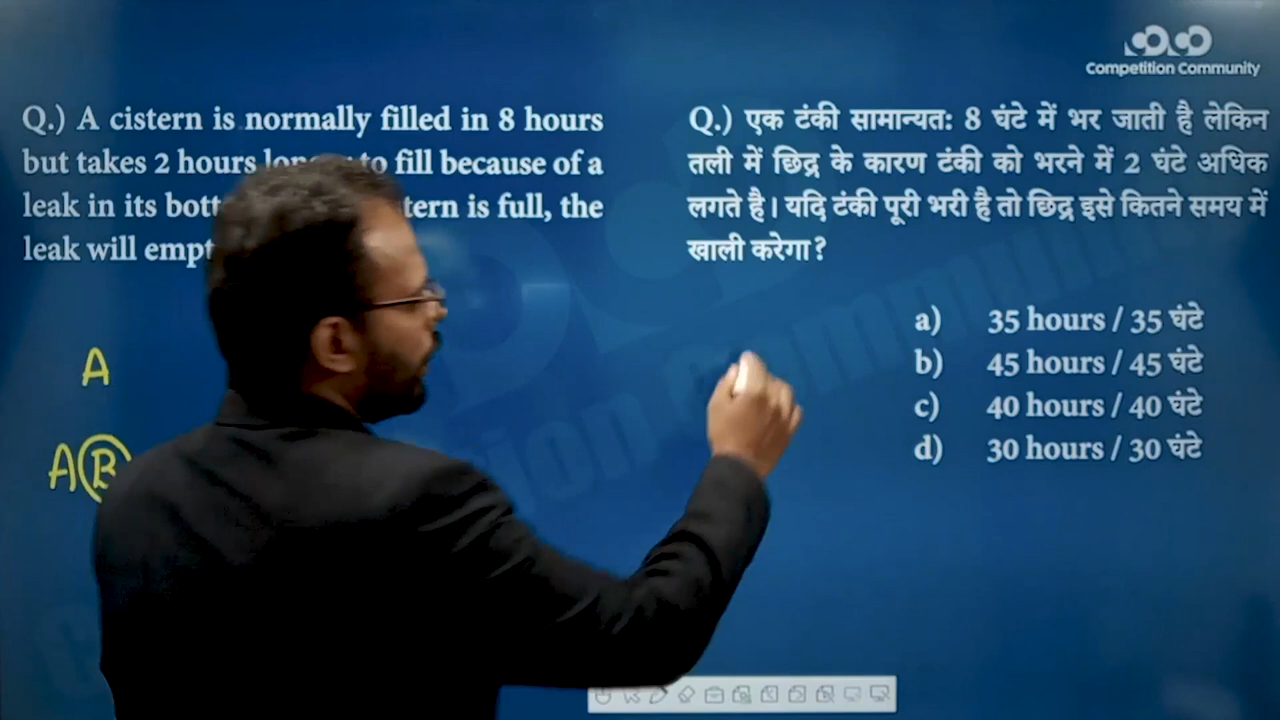 Competition Community
Q.) A cistern is normally filled in 8 hours
but takes 2 hours to fill because of a
leak in its full, the
leak will
Q.) एक टंकी सामान्यतः 8 घंटे में भर जाती है लेकिन
तली में छिद्र के कारण टंकी को भरने में 2 घंटे अधिक
लगते है। यदि टंकी पूरी भरी है तो छिद्र इसे कितने समय में
खाली करेगा?
a) 35 hours / 35 घंटे
b) 45 hours / 45 घंटे
c) 40 hours / 40 घंटे
d) 30 hours / 30 घंटे
A
A B